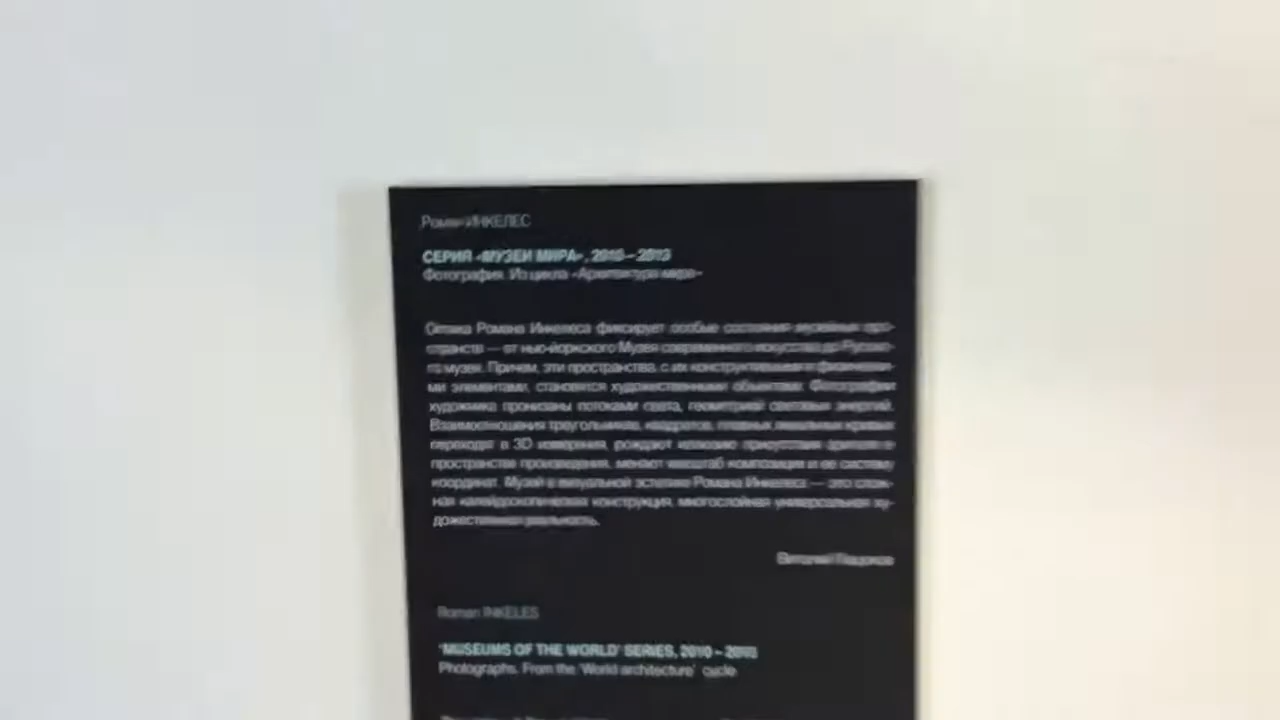 Роман ИНКЕЛЕС
СЕРИЯ «МУЗЕИ МИРА», 2010 – 2013
Фотография. Из цикла «Архитектура мира»
Оптика Романа Инкелеса фиксирует особые состояния музейных про-
странств — от нью-йоркского Музея современного искусства до Русско-
го музея. Причем, эти пространства, с их конструктивными и физически-
ми элементами, становятся художественными объектами. Фотографии
художника пронизаны потоками света, геометрией световых энергий.
Взаимоотношения треугольников, квадратов, плавных линий
переходят в 3D измерения, рождают иллюзию присутствия зрителя в
пространстве произведения, меняют масштаб композиции и ее систему
координат. Музей в визуальной эстетике Романа Инкелеса — это слож-
ная калейдоскопическая конструкция, многослойная универсальная ху-
дожественная реальность.
Виталий Пацюков
Roman INKELES
'MUSEUMS OF THE WORLD' SERIES, 2010 – 2013
Photographs. From the 'World architecture' cycle